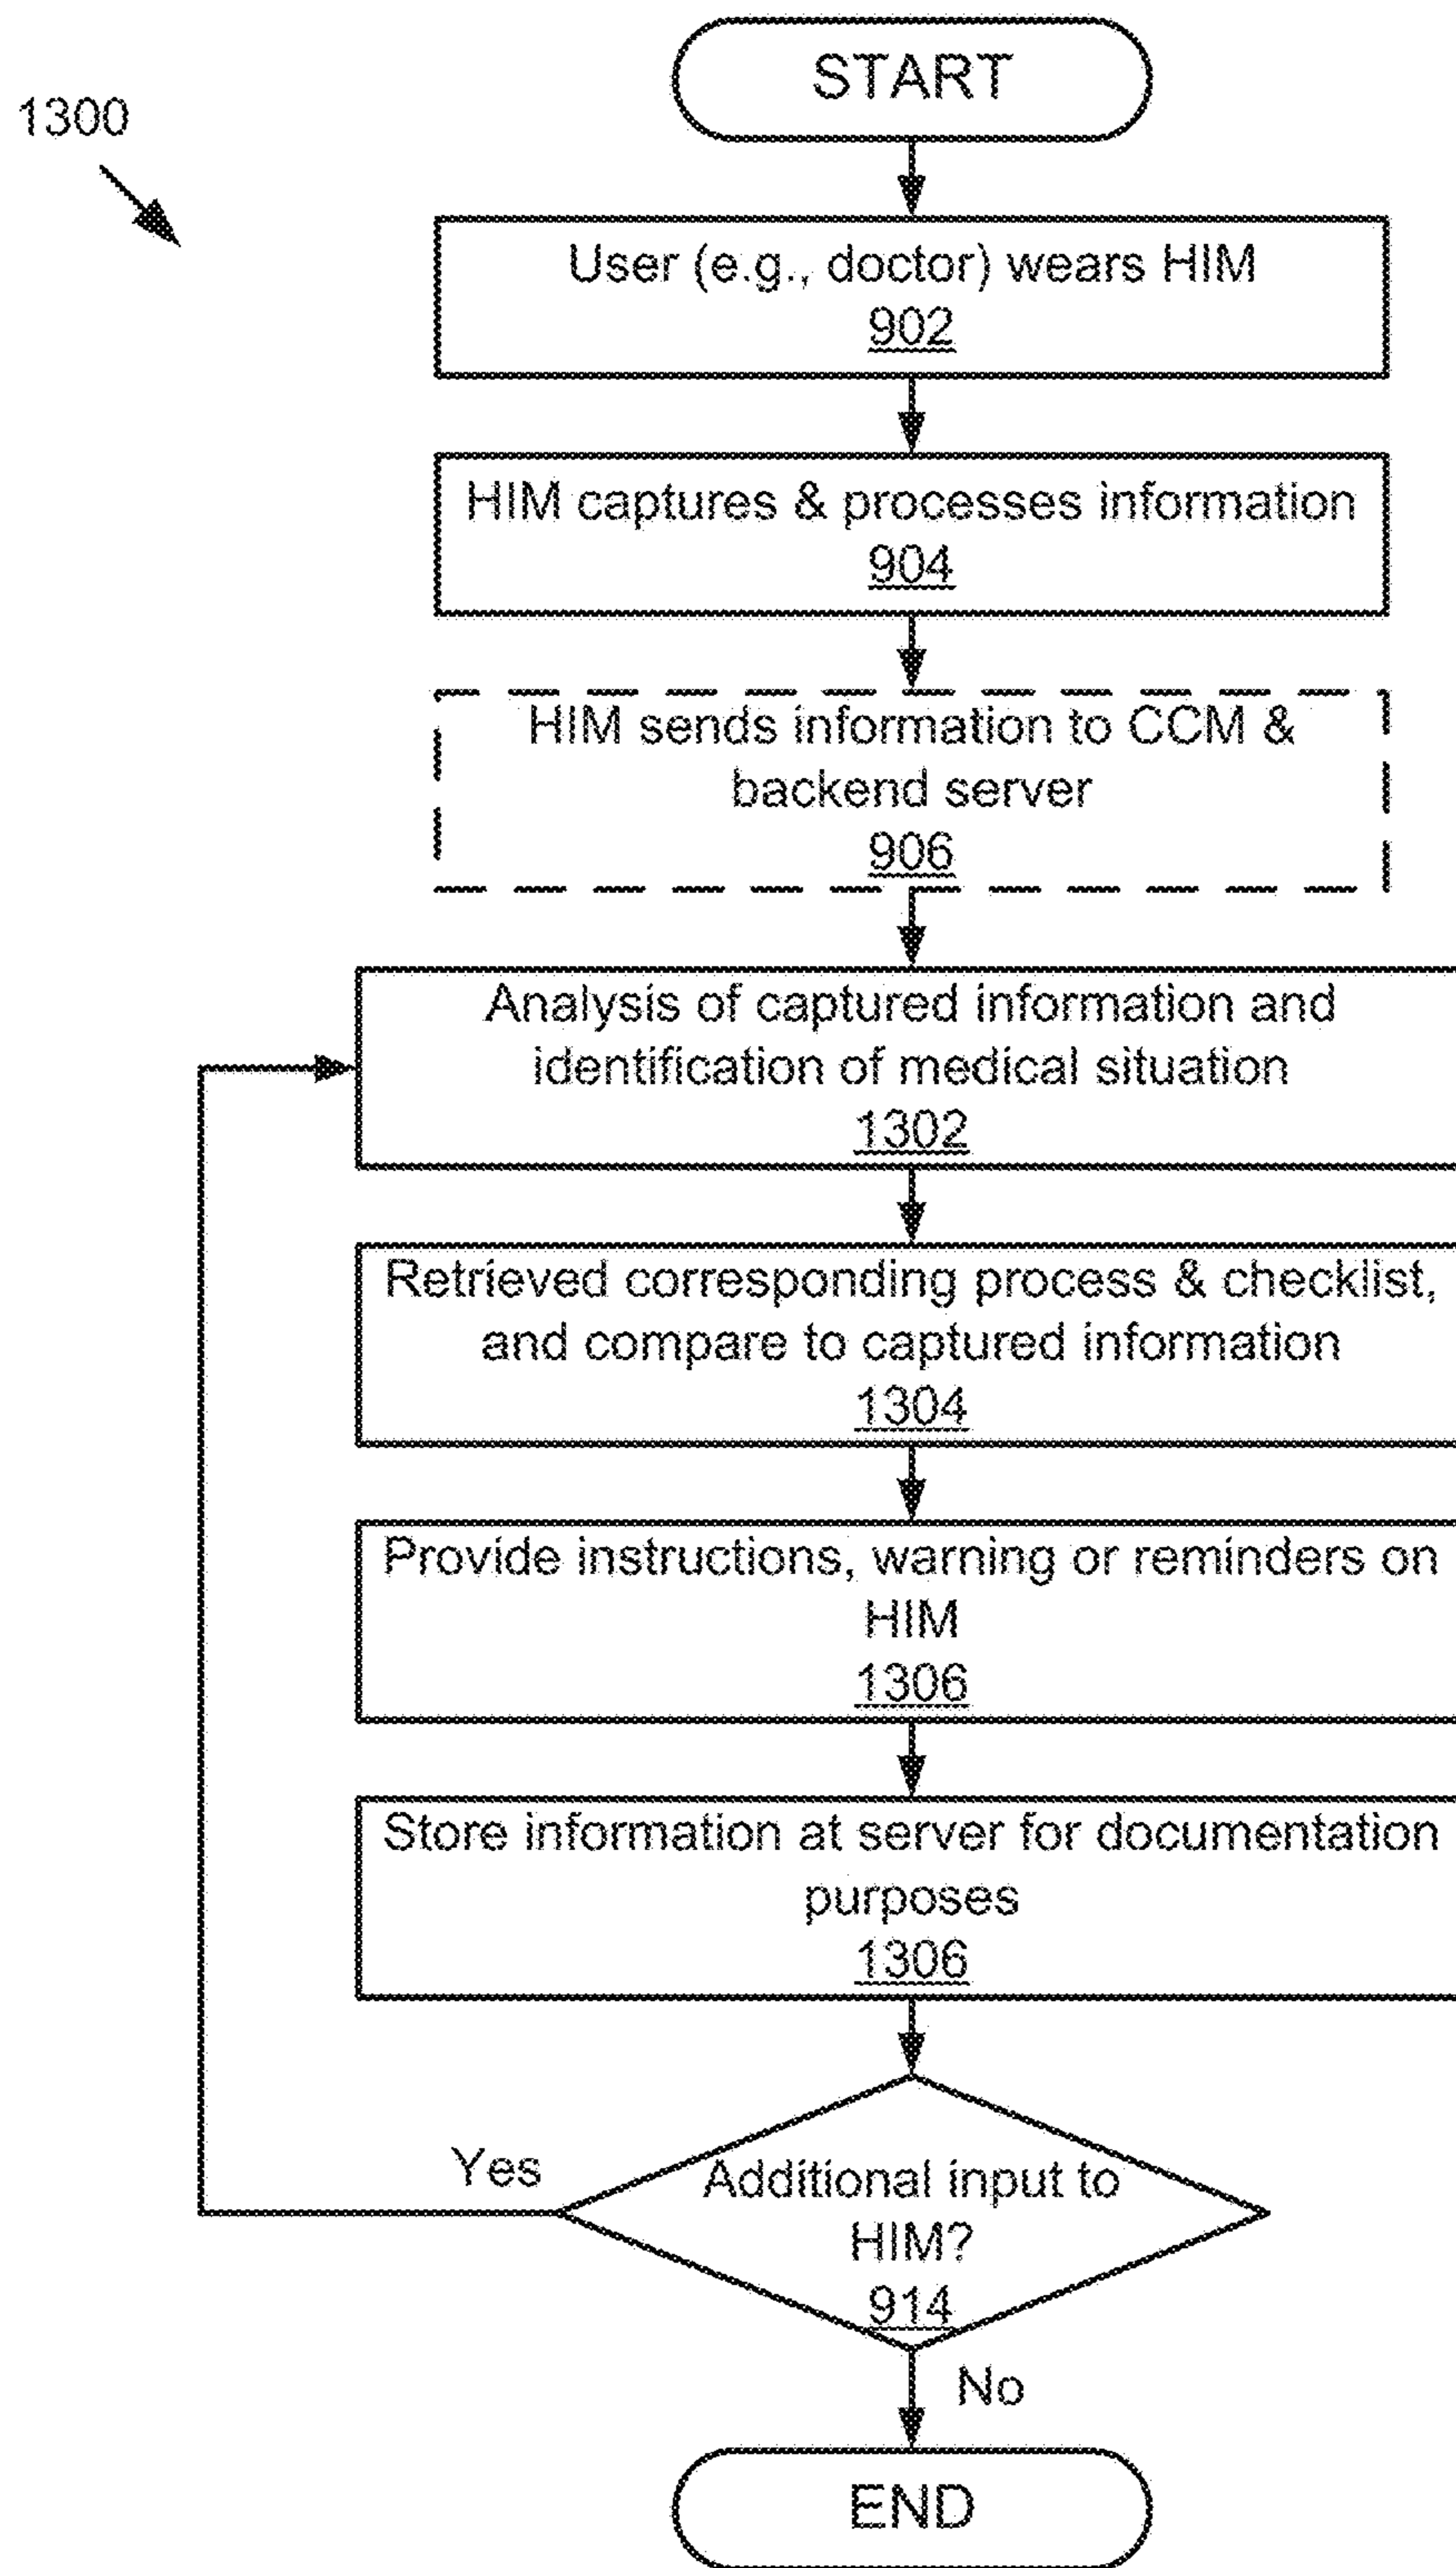 START
1300
User (e.g., doctor) wears HIM
902
HIM captures & processes information
904
HIM sends information to CCM &
backend server
906
Analysis of captured information and
identification of medical situation
1302
Retrieved corresponding process & checklist,
and compare to captured information
1304
Provide instructions, warning or reminders on
HIM
1306
Store information at server for documentation
purposes
1306
Yes
Additional input to
HIM?
914
No
END